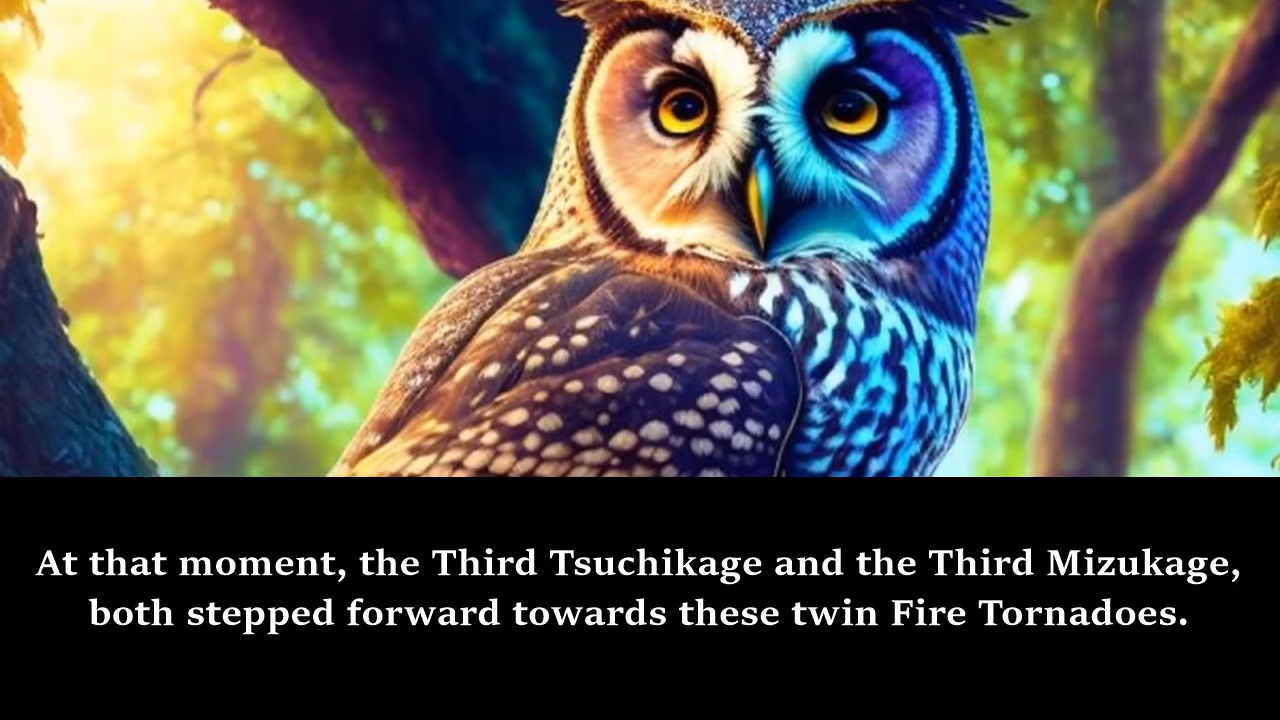 At that moment, the Third Tsuchikage and the Third Mizukage,
both stepped forward towards these twin Fire Tornadoes.